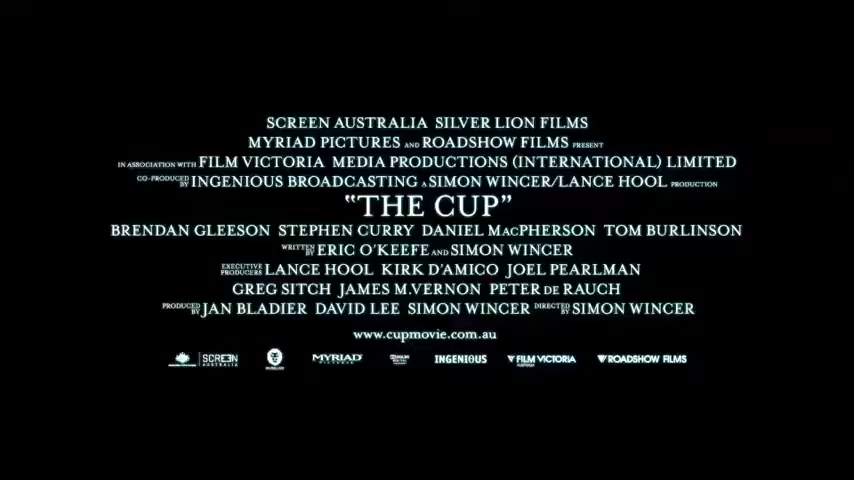 SCREEN AUSTRALIA SILVER LION FILMS
MYRIAD PICTURES AND ROADSHOW FILMS PRESENT
IN ASSOCIATION WITH FILM VICTORIA MEDIA PRODUCTIONS (INTERNATIONAL) LIMITED
CO-PRODUCED BY INGENIOUS BROADCASTING A SIMON WINCER/LANCE HOOL PRODUCTION
"THE CUP"
BRENDAN GLEESON STEPHEN CURRY DANIEL MACPHERSON TOM BURLINSON
WRITTEN BY ERIC O'KEEFE AND SIMON WINCER
EXECUTIVE PRODUCERS LANCE HOOL KIRK D'AMICO JOEL PEARLMAN
GREG SITCH JAMES M.VERNON PETER DE RAUCH
PRODUCED BY JAN BLADIER DAVID LEE SIMON WINCER DIRECTED BY SIMON WINCER
www.cupmovie.com.au
SCREEN AUSTRALIA MYRIAD PICTURES DOLBY DIGITAL INGENIOUS FILM VICTORIA AUSTRALIA ROADSHOW FILMS